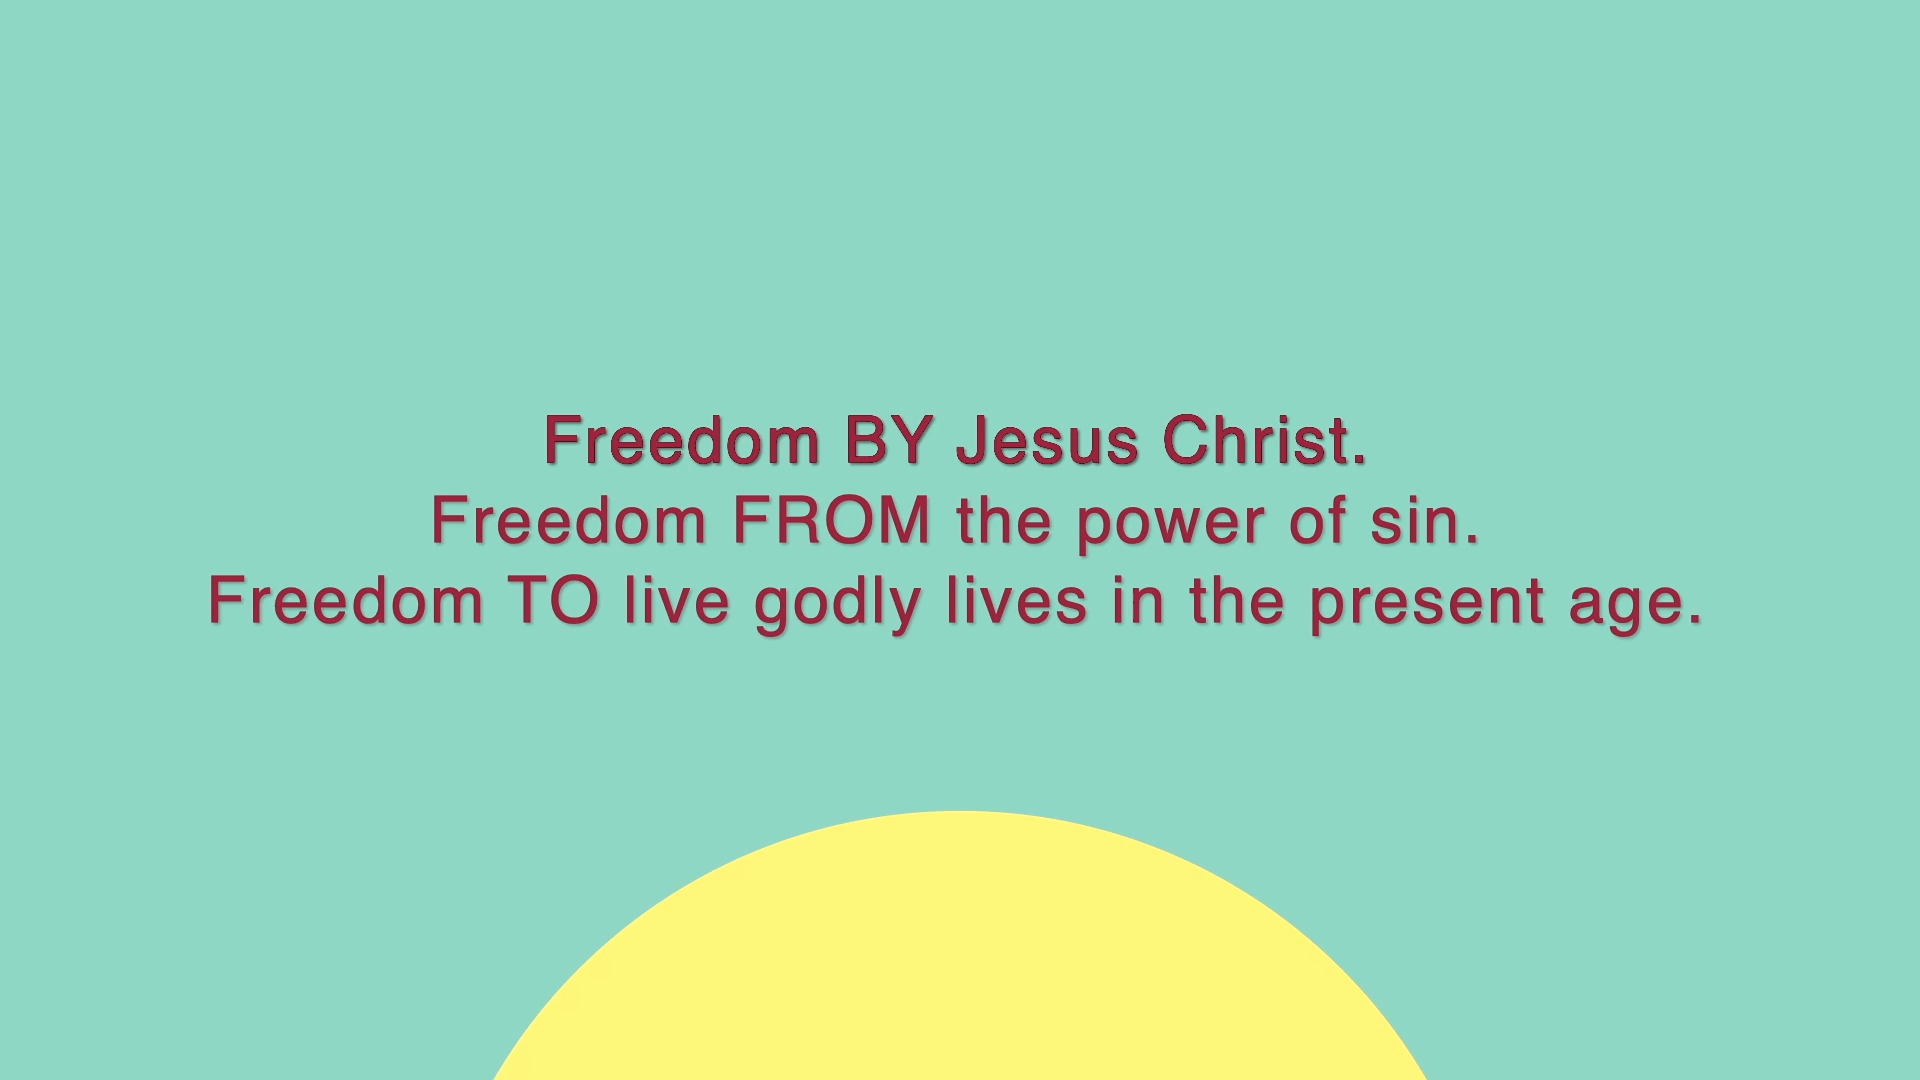 Freedom BY Jesus Christ.
Freedom FROM the power of sin.
Freedom TO live godly lives in the present age.